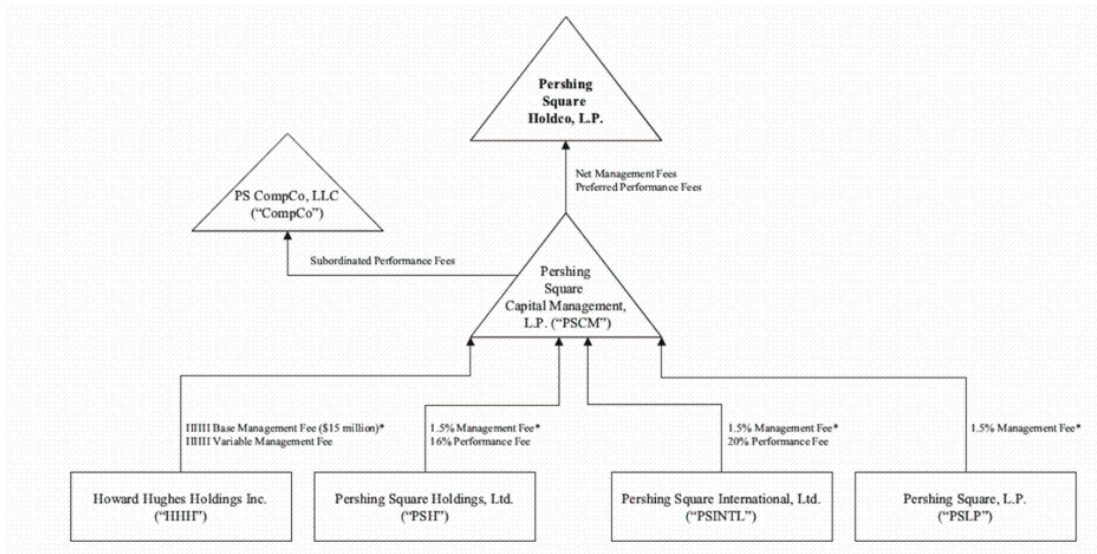 Pershing
Square
Holdco, L.P.
Net Management Fees
Preferred Performance Fees
PS CompCo, LLC
(“CompCo”)
Subordinated Performance Fees
Pershing
Square
Capital Management,
L.P. (“PSCM”)
HHH Base Management Fee ($15 million)*
HHH Variable Management Fee
1.5% Management Fee*
16% Performance Fee
1.5% Management Fee*
20% Performance Fee
1.5% Management Fee*
Howard Hughes Holdings Inc.
(“HHH”)
Pershing Square Holdings, Ltd.
(“PSH”)
Pershing Square International, Ltd.
(“PSINTL”)
Pershing Square, L.P.
(“PSLP”)